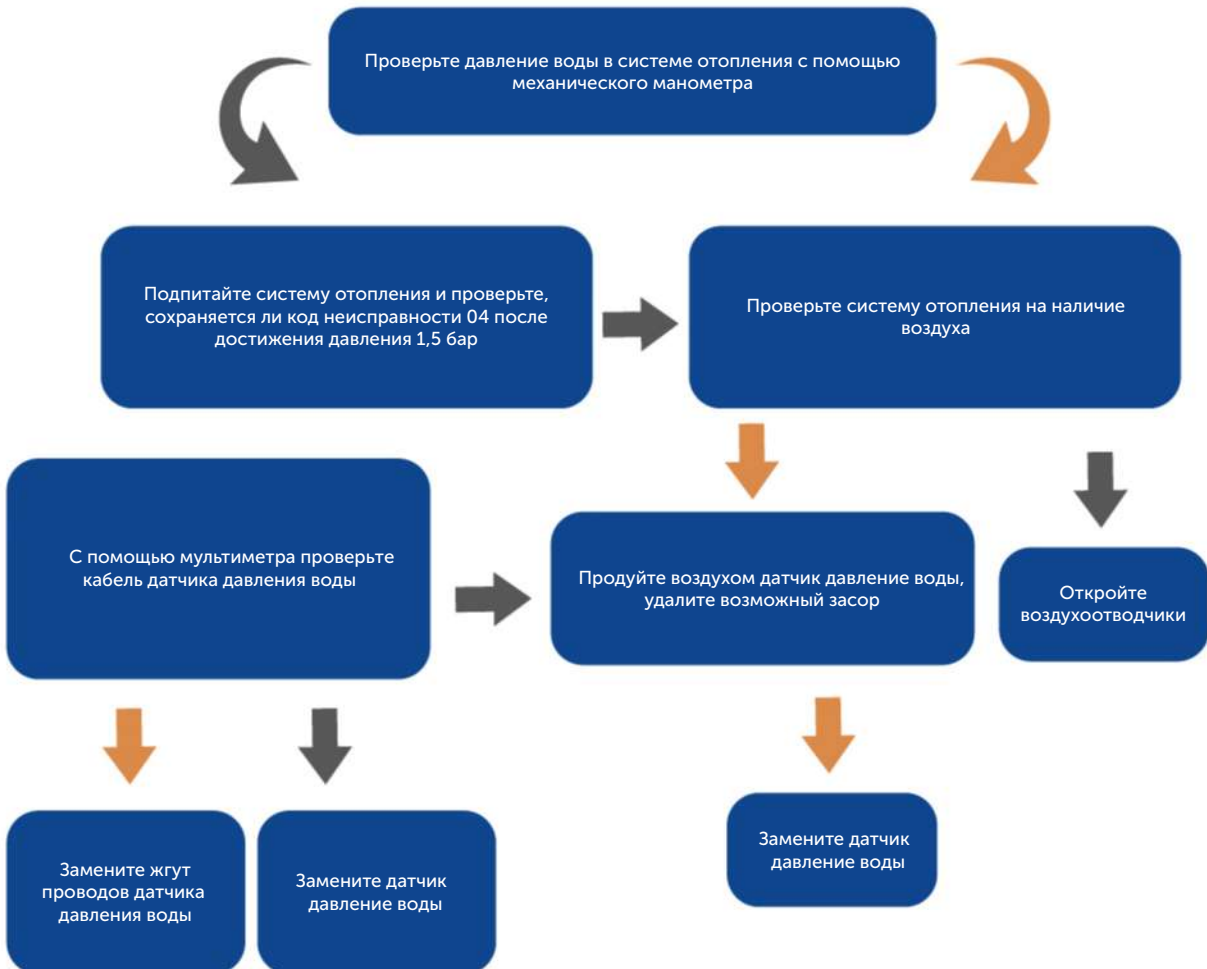 Проверьте давление воды в системе отопления с помощью
механического манометра
Подпитайте систему отопления и проверьте,
сохраняется ли код неисправности 04 после
достижения давления 1,5 бар
Проверьте систему отопления на наличие
воздуха
С помощью мультиметра проверьте
кабель датчика давления воды
Продуйте воздухом датчик давление воды,
удалите возможный засор
Откройте
воздухоотводчики
Замените жгут
проводов датчика
давления воды
Замените датчик
давление воды
Замените датчик
давление воды